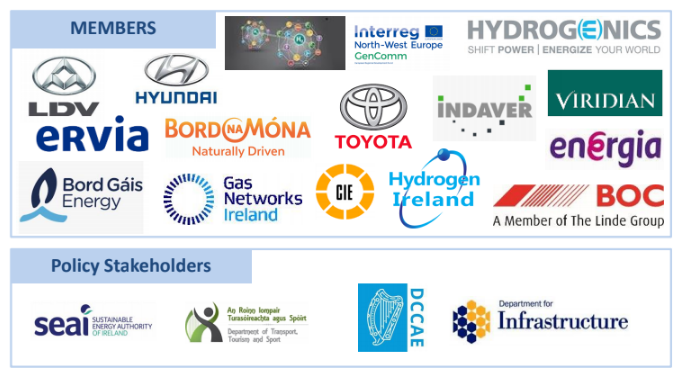 MEMBERS
Interreg
North-West Europe
GenComm
HYDROGENICS
SHIFT POWER | ENERGIZE YOUR WORLD
LDV
HYUNDAI
TOYOTA
INDAVER
VIRIDIAN
eRVia
BORD NA MÓNA
Naturally Driven
enérgia
Bord Gáis
Energy
Gas
Networks
Ireland
CIE
Hydrogen
Ireland
BOC
A Member of The Linde Group
Policy Stakeholders
seai
SUSTAINABLE
ENERGY AUTHORITY
OF IRELAND
An Roinn Iompair
Turasóireachta agus Spóirt
Department of Transport,
Tourism and Sport
DCCAE
Department for
Infrastructure